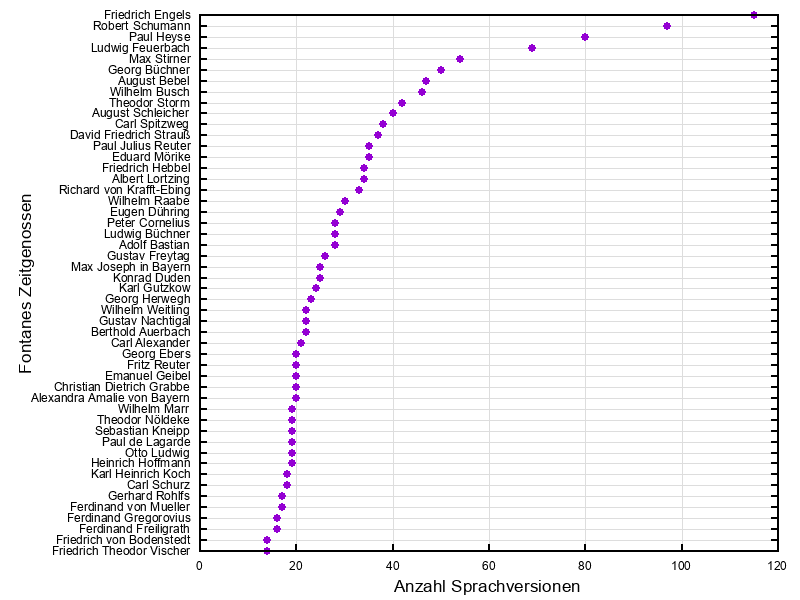 Friedrich Engels
Robert Schumann
Paul Heyse
Ludwig Feuerbach
Max Stirner
Georg Büchner
August Bebel
Wilhelm Busch
Theodor Storm
August Schleicher
Carl Spitzweg
David Friedrich Strauß
Paul Julius Reuter
Eduard Mörike
Friedrich Hebbel
Albert Lortzing
Richard von Krafft-Ebing
Wilhelm Raabe
Eugen Dühring
Peter Cornelius
Ludwig Büchner
Adolf Bastian
Gustav Freytag
Max Joseph in Bayern
Konrad Duden
Karl Gutzkow
Georg Herwegh
Wilhelm Weitling
Gustav Nachtigal
Berthold Auerbach
Carl Alexander
Georg Ebers
Fritz Reuter
Emanuel Geibel
Christian Dietrich Grabbe
Alexandra Amalie von Bayern
Wilhelm Marr
Theodor Nöldeke
Sebastian Kneipp
Paul de Lagarde
Otto Ludwig
Heinrich Hoffmann
Karl Heinrich Koch
Carl Schurz
Gerhard Rohlfs
Ferdinand von Mueller
Ferdinand Gregorovius
Ferdinand Freiligrath
Friedrich von Bodenstedt
Friedrich Theodor Vischer
Fontanes Zeitgenossen
0 20 40 60 80 100 120
Anzahl Sprachversionen